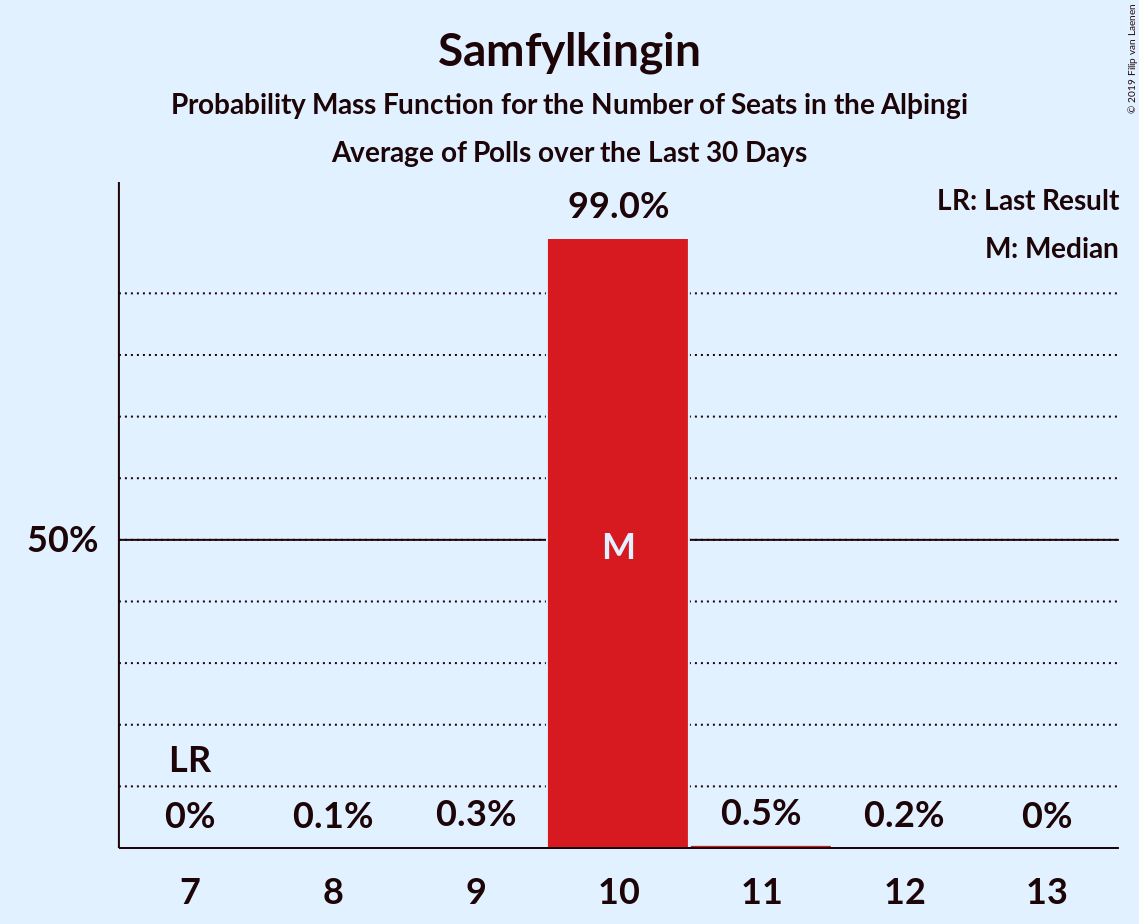 Samfylkingin
Probability Mass Function for the Number of Seats in the Alþingi
Average of Polls over the Last 30 Days
© 2019 Filip van Laenen
LR: Last Result
M: Median
99.0%
50%
M
LR
0%
0.1%
0.3%
0.5%
0.2%
0%
7
8
9
10
11
12
13